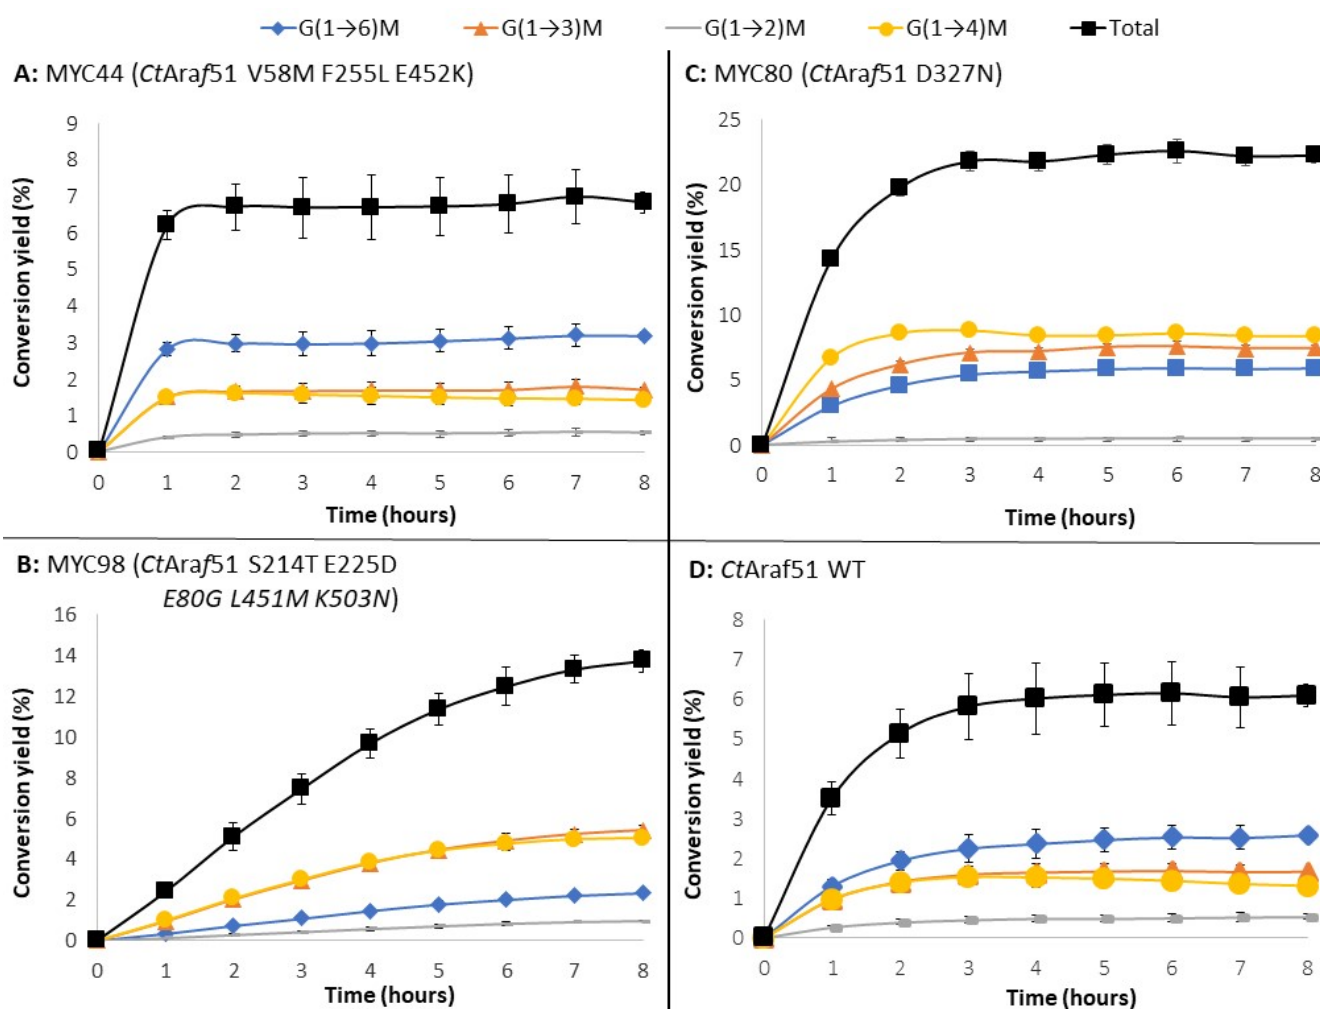 G(1→6)M G(1→3)M G(1→2)M G(1→4)M Total
A: MYC44 (CtAraf51 V58M F255L E452K)
Conversion yield (%)
9
8
7
6
5
4
3
2
1
0
0 1 2 3 4 5 6 7 8
Time (hours)
C: MYC80 (CtAraf51 D327N)
Conversion yield (%)
25
20
15
10
5
0
0 1 2 3 4 5 6 7 8
Time (hours)
B: MYC98 (CtAraf51 S214T E225D
E80G L451M K503N)
Conversion yield (%)
16
14
12
10
8
6
4
2
0
0 1 2 3 4 5 6 7 8
Time (hours)
D: CtAraf51 WT
Conversion yield (%)
8
7
6
5
4
3
2
1
0
0 1 2 3 4 5 6 7 8
Time (hours)